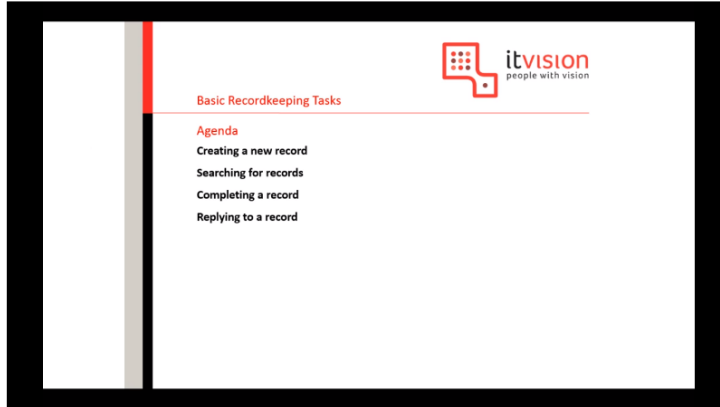 itvision
people with vision
Basic Recordkeeping Tasks
Agenda
Creating a new record
Searching for records
Completing a record
Replying to a record